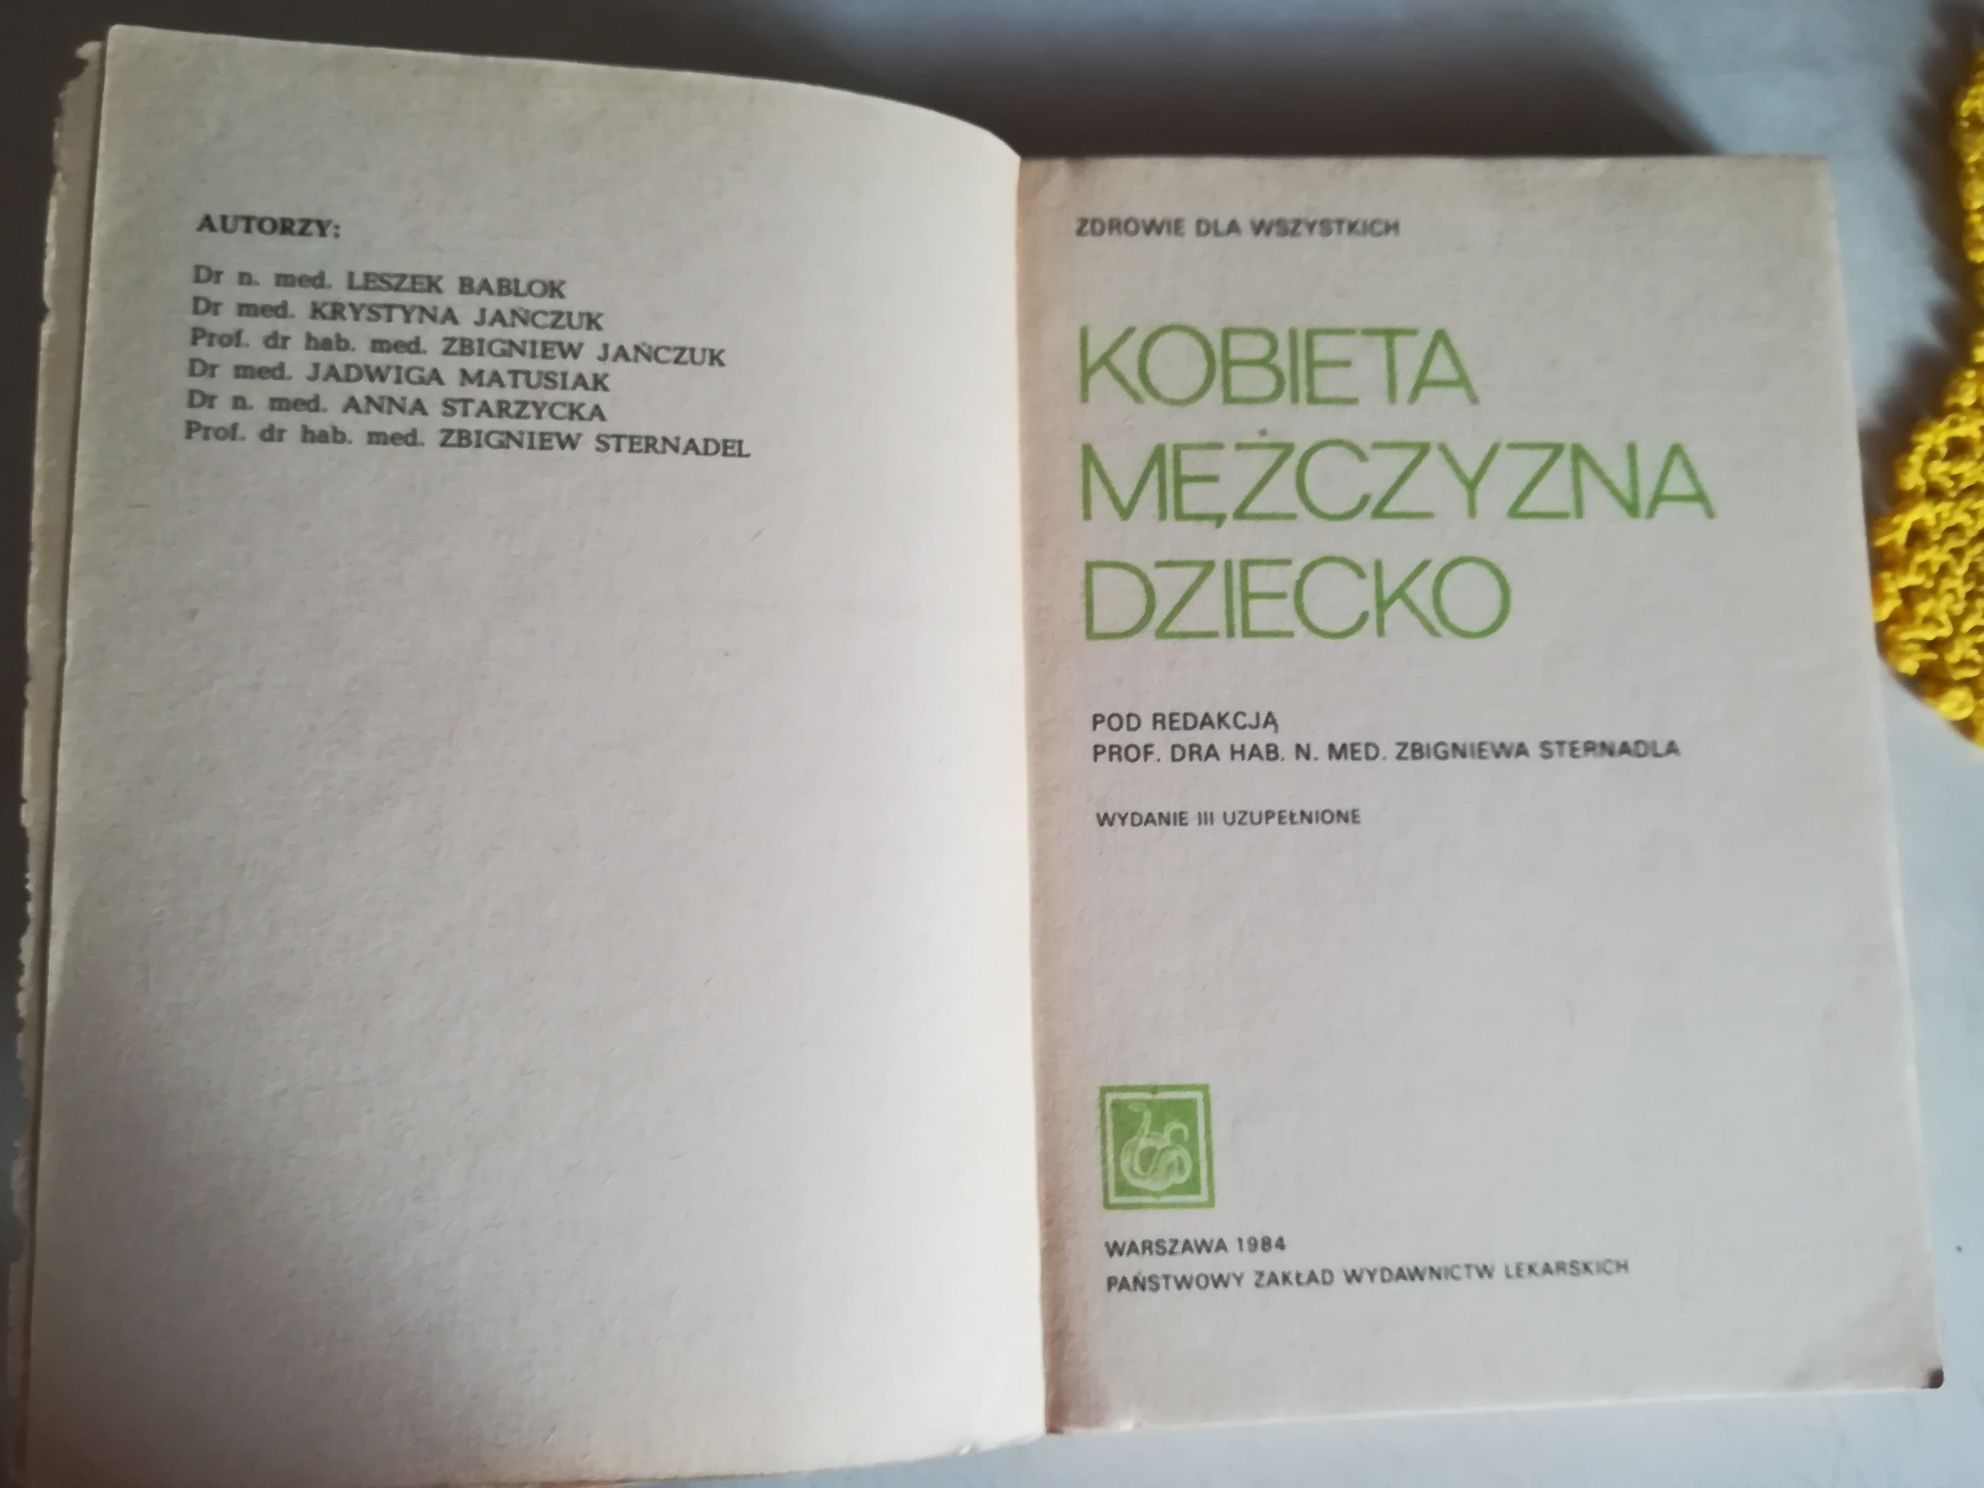 AUTORZY:
Dr n. med. LESZEK BABLOK
Dr med. KRYSTYNA JAŃCZUK
Prof. dr hab. med. ZBIGNIEW JAŃCZUK
Dr med. JADWIGA MATUSIAK
Dr n. med. ANNA STARZYCKA
Prof. dr hab. med. ZBIGNIEW STERNADEL
ZDROWIE DLA WSZYSTKICH
KOBIETA
MĘŻCZYZNA
DZIECKO
POD REDAKCJĄ
PROF. DRA HAB. N. MED. ZBIGNIEWA STERNADLA
WYDANIE III UZUPEŁNIONE
WARSZAWA 1984
PAŃSTWOWY ZAKŁAD WYDAWNICTW LEKARSKICH